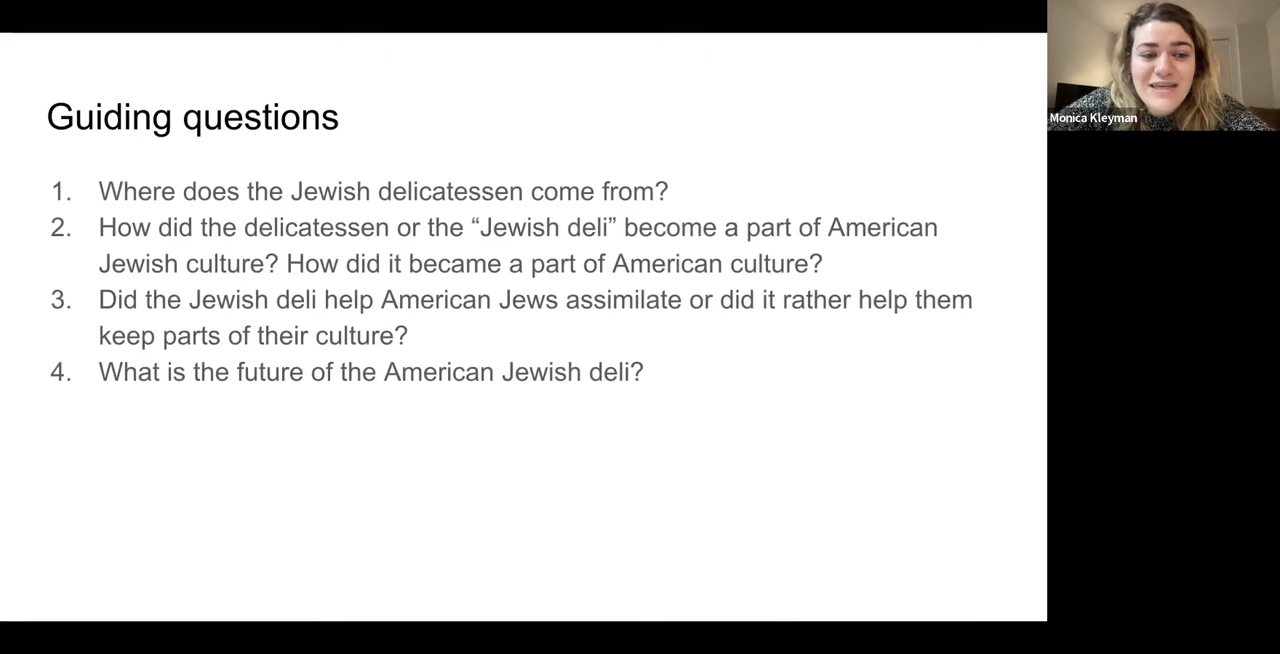 Guiding questions
1. Where does the Jewish delicatessen come from?
2. How did the delicatessen or the “Jewish deli” become a part of American
Jewish culture? How did it became a part of American culture?
3. Did the Jewish deli help American Jews assimilate or did it rather help them
keep parts of their culture?
4. What is the future of the American Jewish deli?
Monica Kleyman